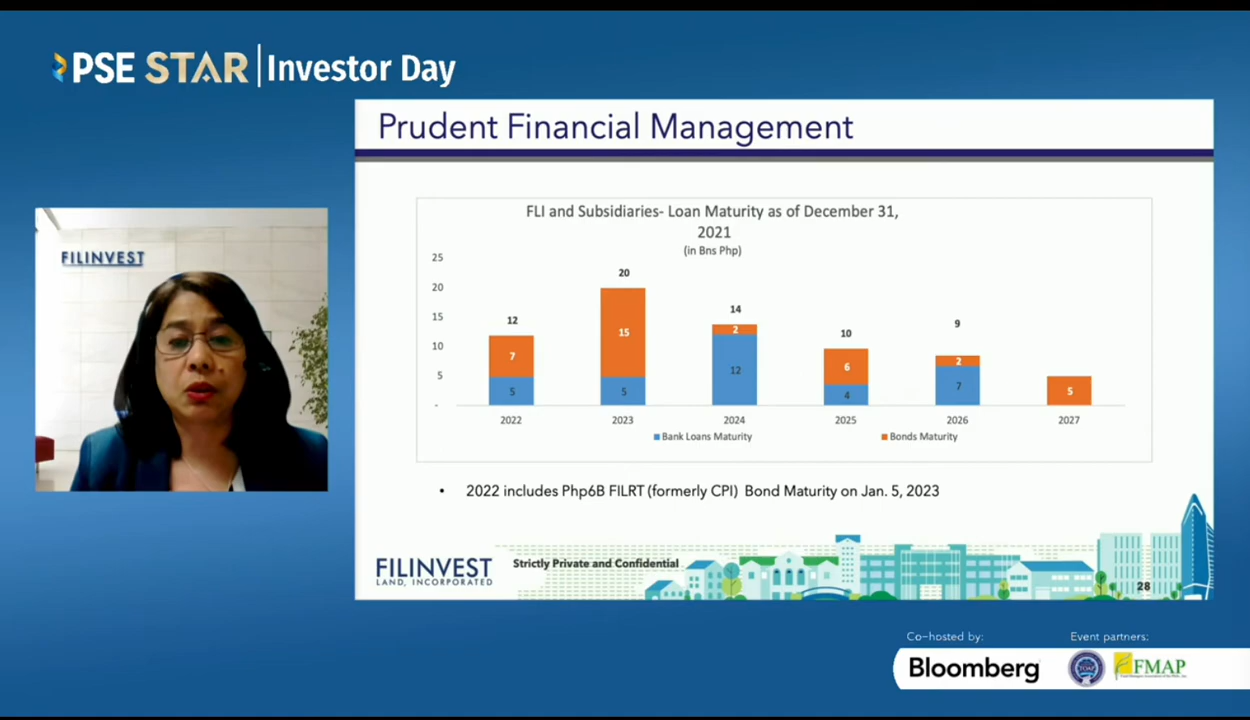 PSE STAR Investor Day
Prudent Financial Management
FILINVEST
FLI and Subsidiaries- Loan Maturity as of December 31,
2021
(in Bns Php)
25
20
15
10
5
-
12
7
5
20
15
5
14
2
12
10
6
4
9
2
7
5
2022 2023 2024 2025 2026 2027
Bank Loans Maturity Bonds Maturity
• 2022 includes Php6B FILRT (formerly CPI) Bond Maturity on Jan. 5, 2023
FILINVEST
LAND, INCORPORATED
Strictly Private and Confidential
28
Co-hosted by: Event partners:
Bloomberg FMAP